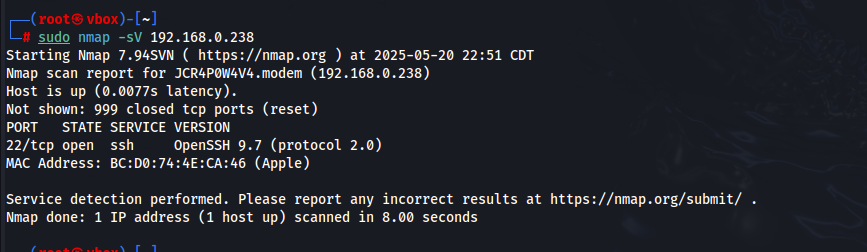 ┌──(root㉿vbox)-[~]
└─# sudo nmap -sV 192.168.0.238
Starting Nmap 7.94SVN ( https://nmap.org ) at 2025-05-20 22:51 CDT
Nmap scan report for JCR4P0W4V4.modem (192.168.0.238)
Host is up (0.0077s latency).
Not shown: 999 closed tcp ports (reset)
PORT   STATE SERVICE VERSION
22/tcp open  ssh     OpenSSH 9.7 (protocol 2.0)
MAC Address: BC:D0:74:4E:CA:46 (Apple)

Service detection performed. Please report any incorrect results at https://nmap.org/submit/ .
Nmap done: 1 IP address (1 host up) scanned in 8.00 seconds